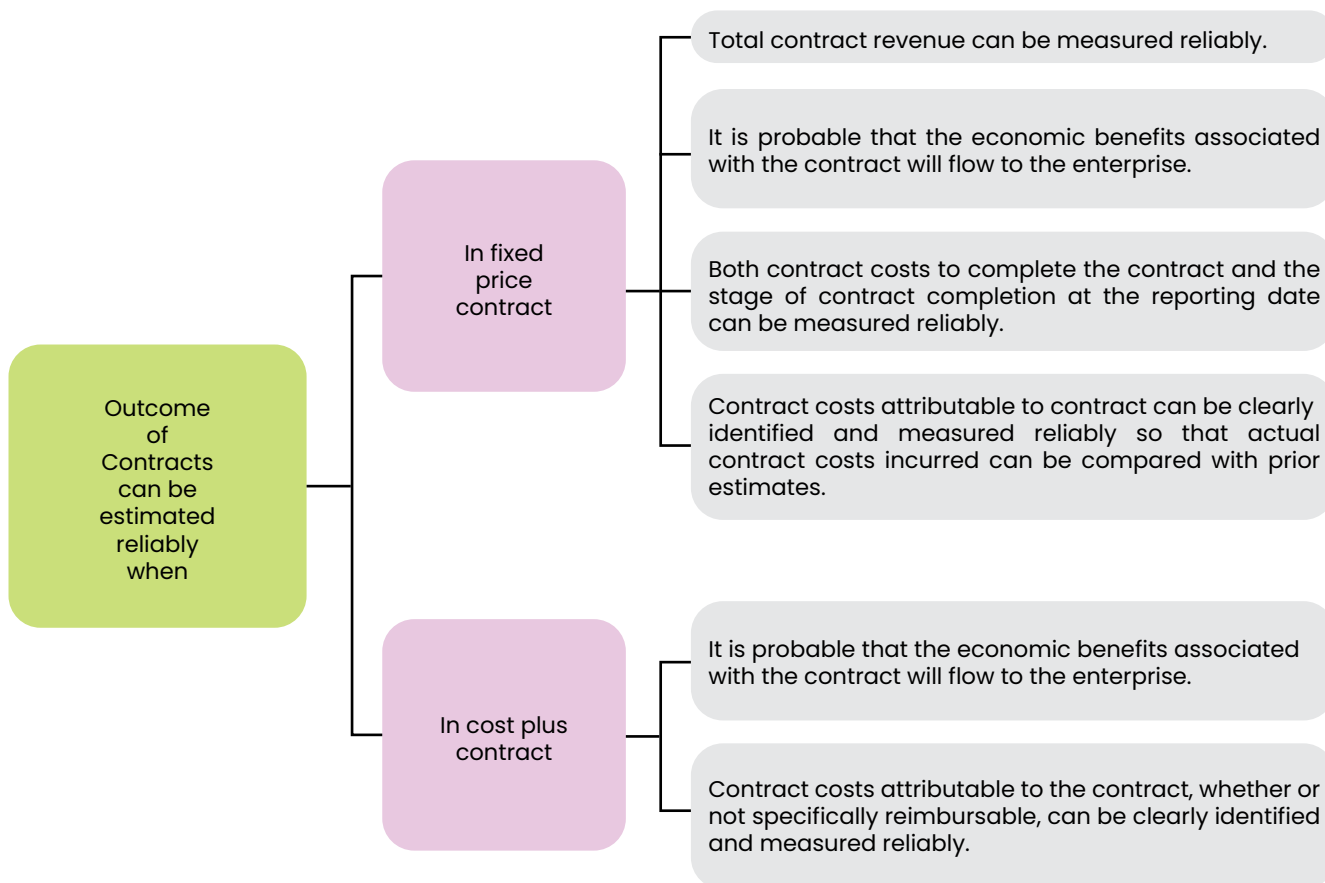 Outcome
of
Contracts
can be
estimated
reliably
when
In fixed
price
contract
Total contract revenue can be measured reliably.
It is probable that the economic benefits associated
with the contract will flow to the enterprise.
Both contract costs to complete the contract and the
stage of contract completion at the reporting date
can be measured reliably.
Contract costs attributable to contract can be clearly
identified and measured reliably so that actual
contract costs incurred can be compared with prior
estimates.
In cost plus
contract
It is probable that the economic benefits associated
with the contract will flow to the enterprise.
Contract costs attributable to the contract, whether or
not specifically reimbursable, can be clearly identified
and measured reliably.